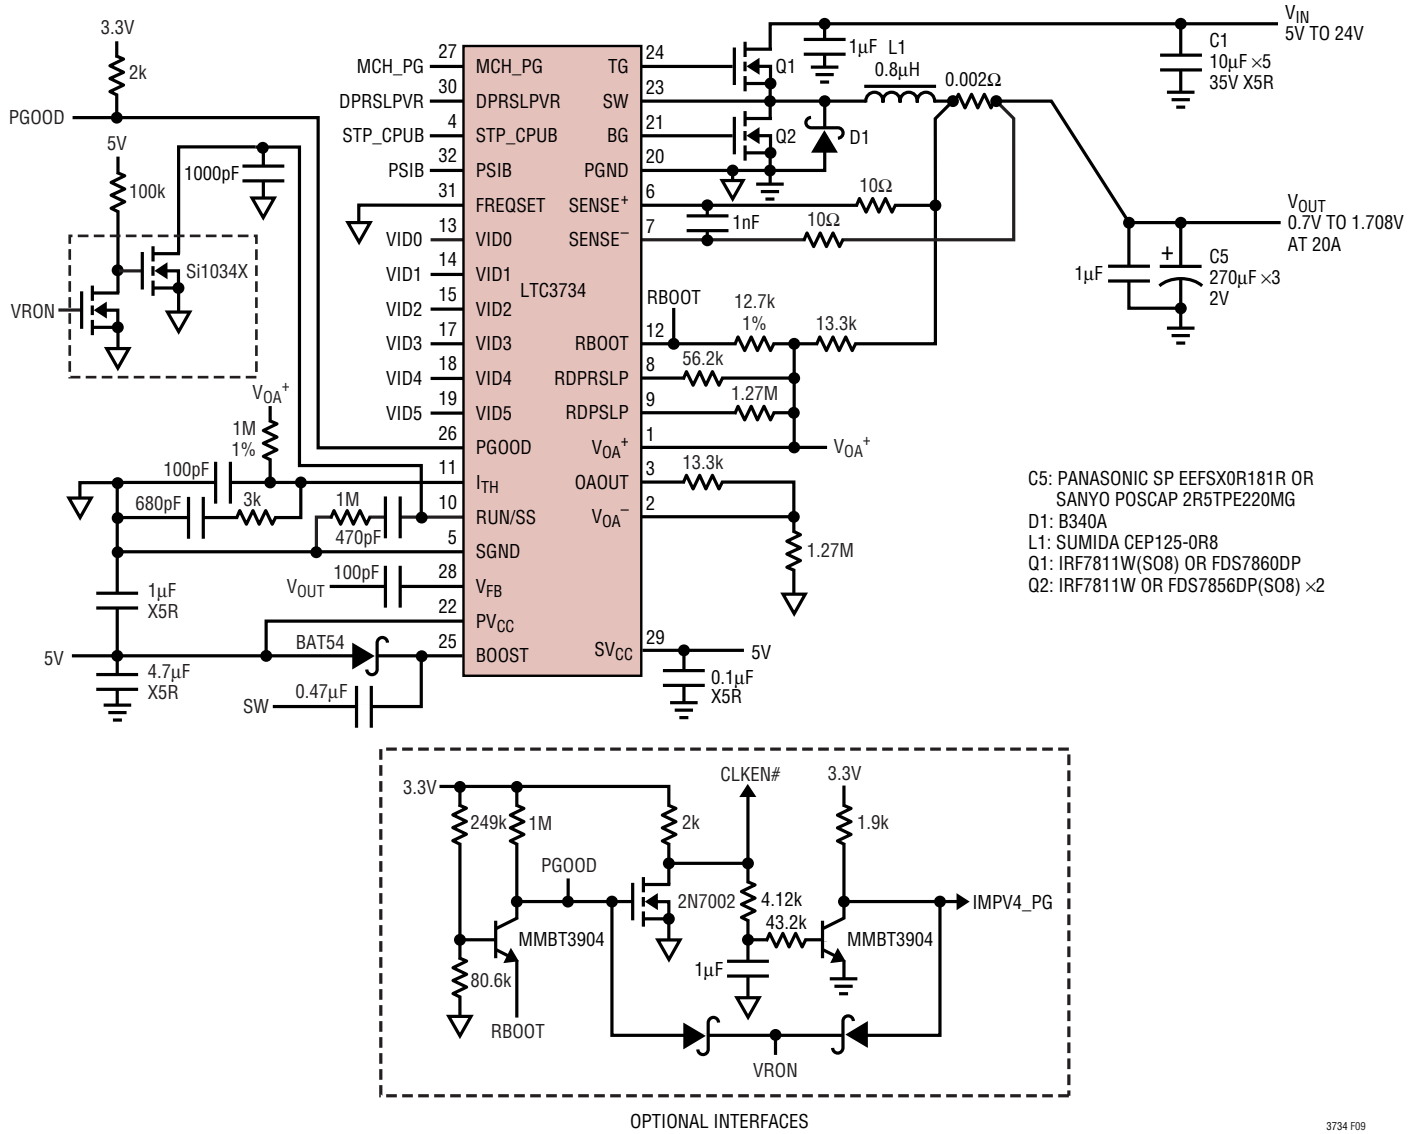 3.3V
2k
PGOOD
5V
100k
1000pF
Si1034X
VRON
VOA+
1M
1%
100pF
680pF
3k
1M
470pF
1µF
X5R
VOUT
100pF
5V
BAT54
4.7µF
X5R
0.47µF
SW
MCH_PG
27
MCH_PG
DPRSLPVR
30
DPRSLPVR
STP_CPUB
4
STP_CPUB
PSIB
32
PSIB
31
FREQSET
VID0
13
VID0
VID1
14
VID1
VID2
15
VID2
VID3
17
VID3
VID4
18
VID4
VID5
19
VID5
26
PGOOD
11
ITH
10
RUN/SS
5
SGND
28
VFB
22
PVCC
25
BOOST
LTC3734
TG
24
SW
23
BG
21
PGND
20
SENSE+
6
SENSE−
7
RBOOT
12
RDPRSLP
8
RDPSLP
9
VOA+
1
OAOUT
3
VOA−
2
SVCC
29
Q1
Q2
1µF
L1
0.8µH
0.002Ω
D1
VIN
5V TO 24V
C1
10µF ×5
35V X5R
10Ω
10Ω
1nF
VOUT
0.7V TO 1.708V
AT 20A
1µF
+
C5
270µF ×3
2V
RBOOT
12.7k
1%
13.3k
56.2k
1.27M
VOA+
13.3k
1.27M
5V
0.1µF
X5R
C5: PANASONIC SP EEFSX0R181R OR
SANYO POSCAP 2R5TPE220MG
D1: B340A
L1: SUMIDA CEP125-0R8
Q1: IRF7811W(SO8) OR FDS7860DP
Q2: IRF7811W OR FDS7856DP(SO8) ×2
3.3V
249k
1M
PGOOD
MMBT3904
80.6k
RBOOT
2k
2N7002
CLKEN#
4.12k
43.2k
1µF
3.3V
1.9k
MMBT3904
IMPV4_PG
VRON
OPTIONAL INTERFACES
3734 F09